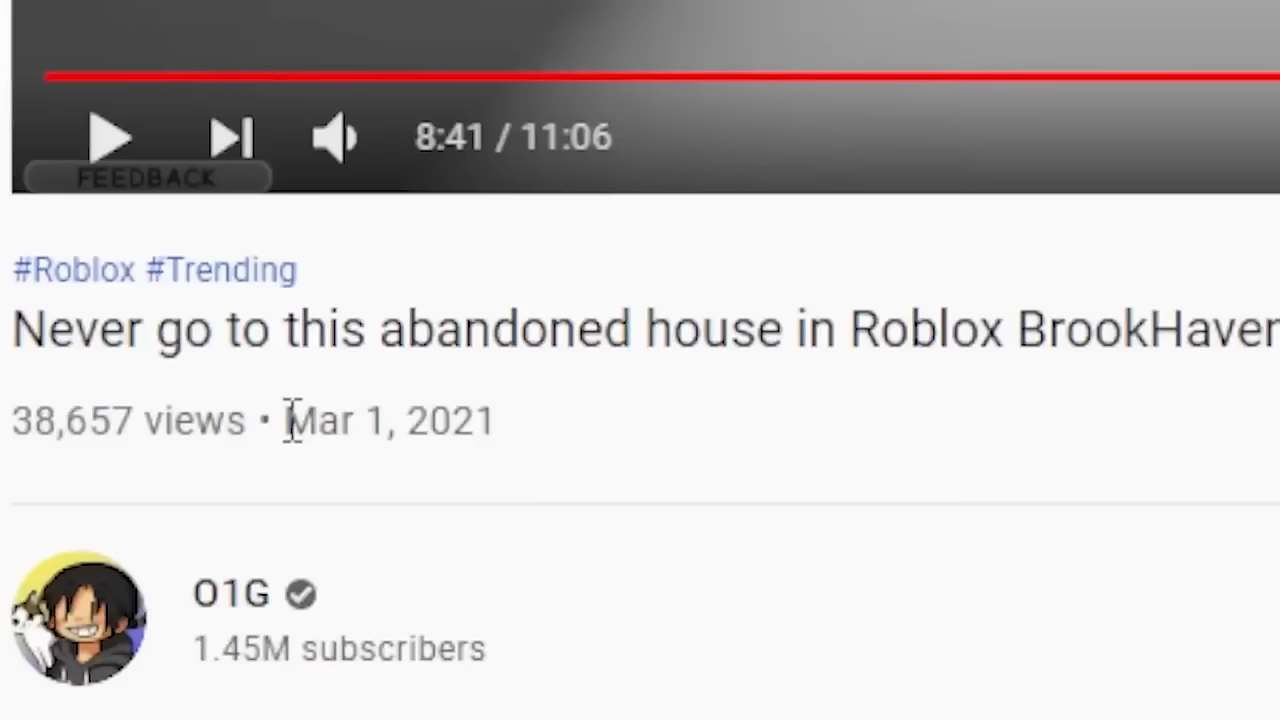 8:41 / 11:06
FEEDBACK
#Roblox #Trending
Never go to this abandoned house in Roblox BrookHaven
38,657 views • Mar 1, 2021
O1G
1.45M subscribers